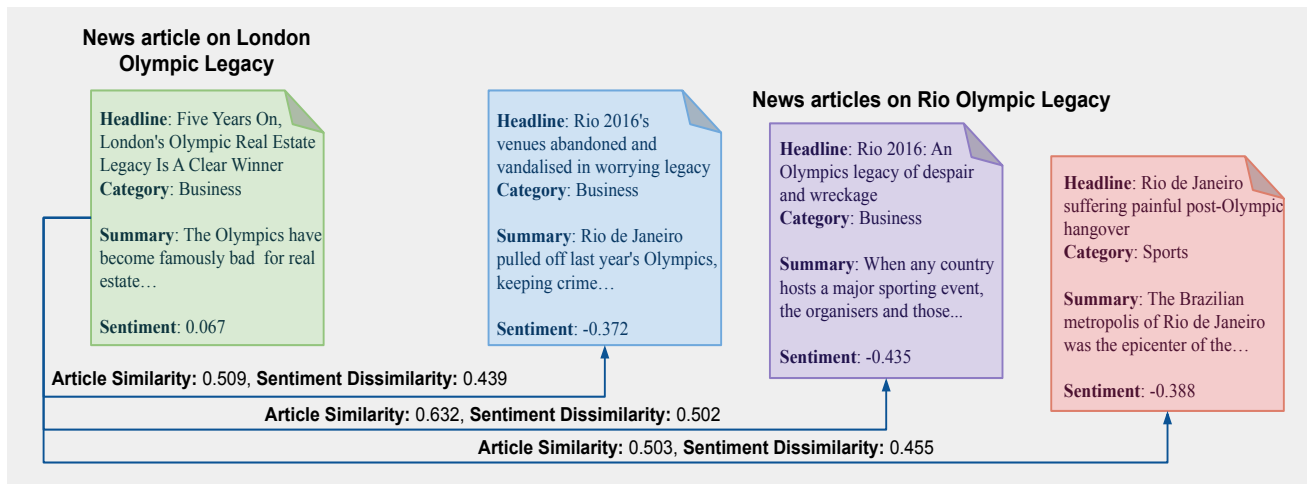 News article on London
Olympic Legacy
Headline: Five Years On,
London's Olympic Real Estate
Legacy Is A Clear Winner
Category: Business
Summary: The Olympics have
become famously bad for real
estate…
Sentiment: 0.067
Headline: Rio 2016's
venues abandoned and
vandalised in worrying legacy
Category: Business
Summary: Rio de Janeiro
pulled off last year's Olympics,
keeping crime…
Sentiment: -0.372
News articles on Rio Olympic Legacy
Headline: Rio 2016: An
Olympics legacy of despair
and wreckage
Category: Business
Summary: When any country
hosts a major sporting event,
the organisers and those...
Sentiment: -0.435
Headline: Rio de Janeiro
suffering painful post-Olympic
hangover
Category: Sports
Summary: The Brazilian
metropolis of Rio de Janeiro
was the epicenter of the…
Sentiment: -0.388
Article Similarity: 0.509, Sentiment Dissimilarity: 0.439
Article Similarity: 0.632, Sentiment Dissimilarity: 0.502
Article Similarity: 0.503, Sentiment Dissimilarity: 0.455